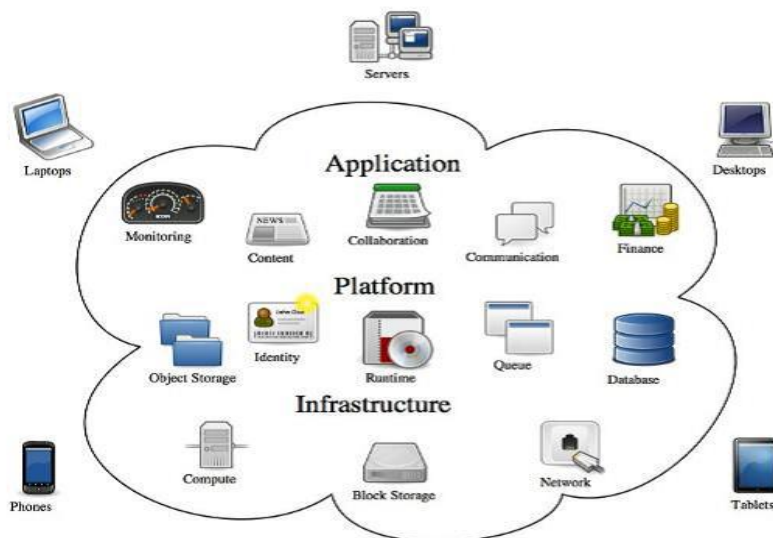 Servers
Laptops
Desktops
Application
Monitoring
NEWS
Content
Collaboration
Communication
Finance
Platform
Object Storage
Identity
Runtime
Queue
Database
Infrastructure
Compute
Block Storage
Network
Phones
Tablets